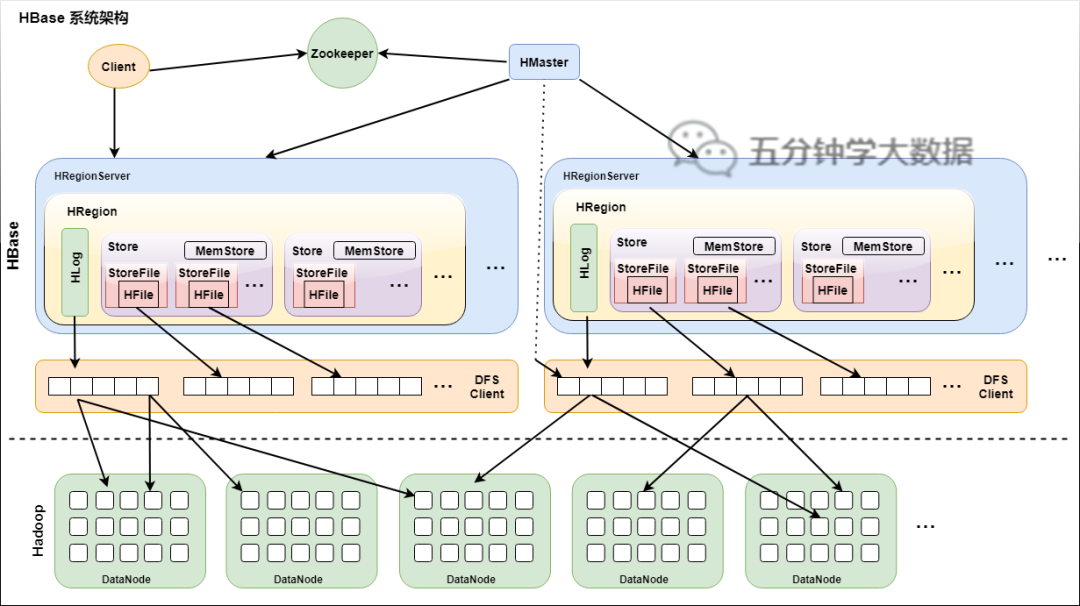 HBase 系统架构
Client
Zookeeper
HMaster
五分钟学大数据
HBase
HRegionServer
HRegion
HLog
Store
MemStore
StoreFile
HFile
StoreFile
HFile
...
Store
MemStore
StoreFile
HFile
...
...
...
HRegionServer
HRegion
HLog
Store
MemStore
StoreFile
HFile
StoreFile
HFile
...
Store
MemStore
StoreFile
HFile
...
...
...
...
...
DFS
Client
...
DFS
Client
Hadoop
DataNode
DataNode
DataNode
DataNode
DataNode
...